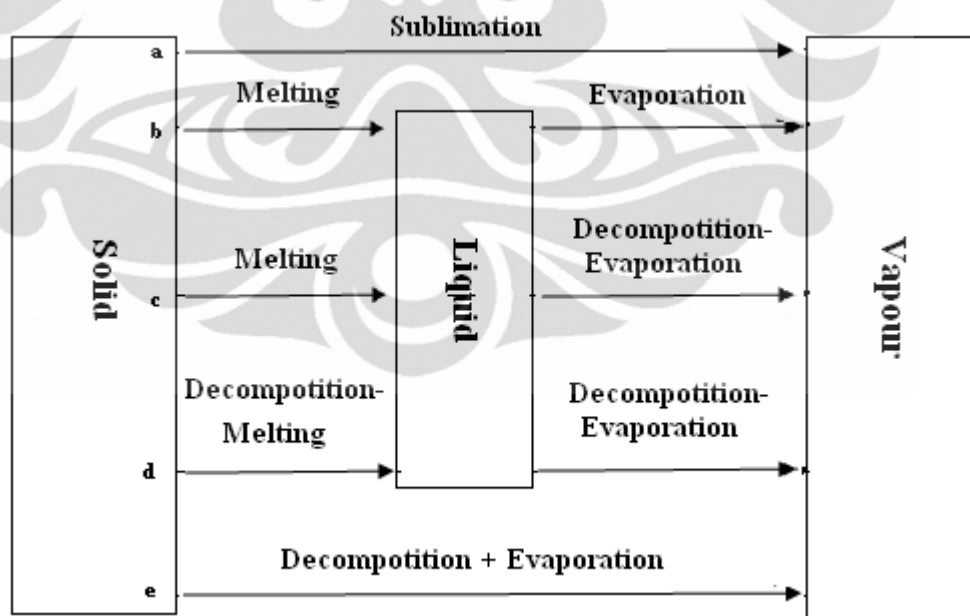 Sublimation
a
Melting
Evaporation
b
Solid
Liquid
Vapour
Melting
Decompotition-
Evaporation
c
Decompotition-
Melting
Decompotition-
Evaporation
d
Decompotition + Evaporation
e